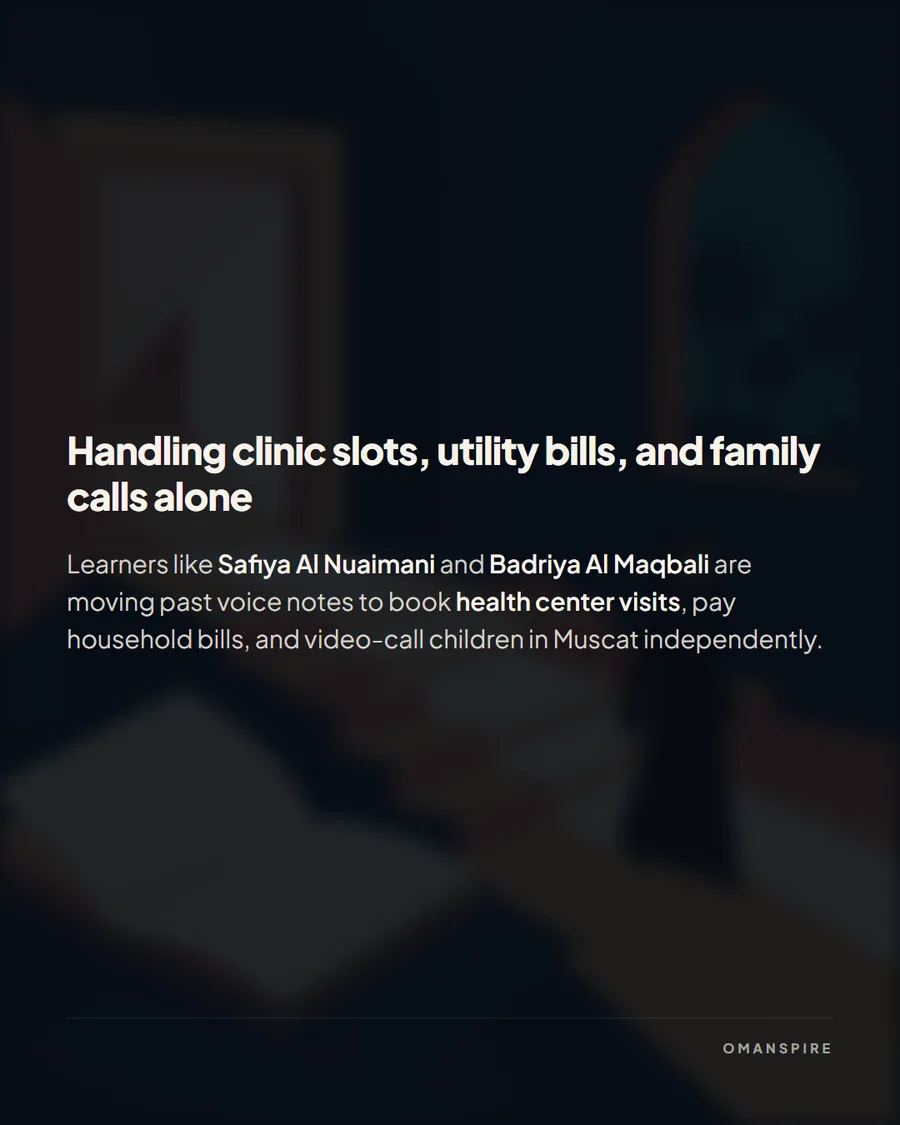 Handling clinic slots, utility bills, and family
calls alone
Learners like Safiya Al Nuaimani and Badriya Al Maqbali are
moving past voice notes to book health center visits, pay
household bills, and video-call children in Muscat independently.
OMANSPIRE